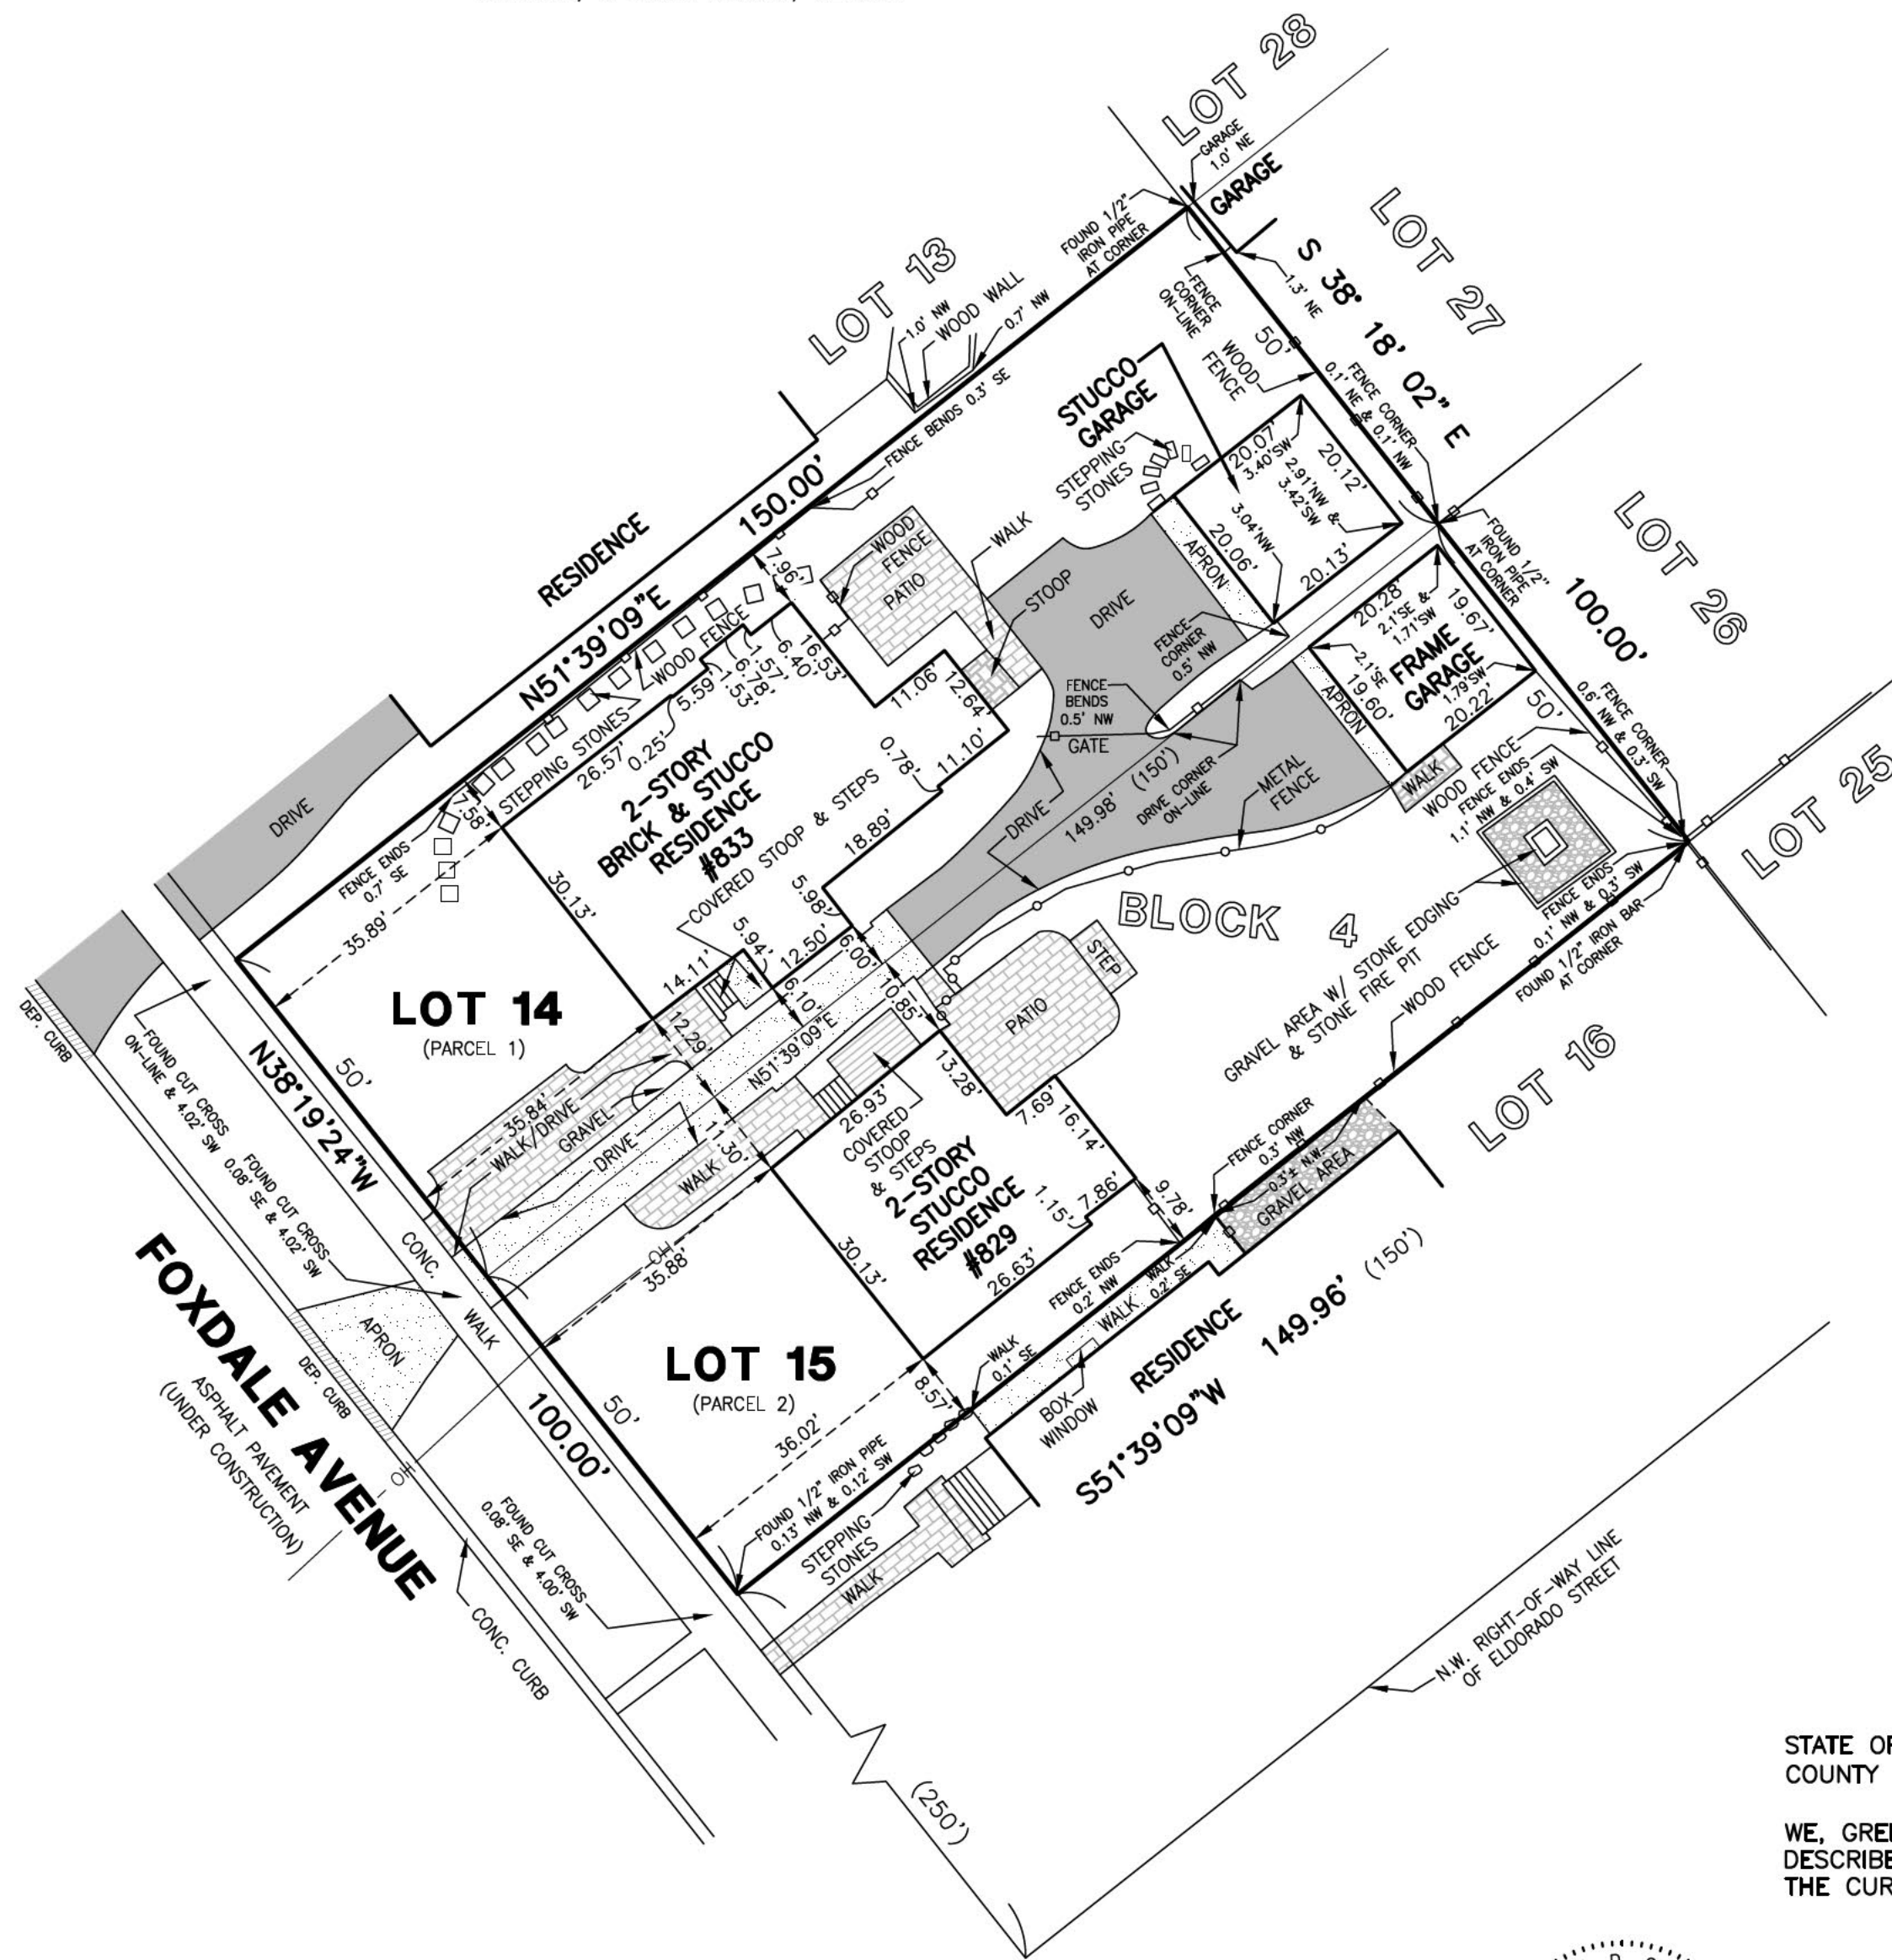 LOT 28
GARAGE
1.0' NE
GARAGE
LOT 27
FOUND 1/2"
IRON PIPE
AT CORNER
S 38° 18' 02" E
1.3' NE
FENCE
CORNER
ON-LINE
50'
WOOD
FENCE
FENCE CORNER
0.1' NE & 0.1' NW
LOT 13
1.0' NW
WOOD WALL
0.7' NW
FENCE BENDS 0.3' SE
STUCCO
GARAGE
STEPPING
STONES
20.07'
3.40'SW
20.12'
2.91'NW &
3.42'SW
3.04'NW
20.06'
20.13'
APRON
LOT 26
FOUND 1/2"
IRON PIPE
AT CORNER
100.00'
RESIDENCE
150.00'
N51°39'09"E
WOOD
FENCE
PATIO
WALK
STOOP
DRIVE
FENCE
CORNER
0.5' NW
FENCE
BENDS
0.5' NW
GATE
20.28'
2.1'SE &
1.71'SW
19.67'
2.1'SE
19.60'
FRAME
GARAGE
1.79'SW
20.22'
APRON
50'
FENCE CORNER
0.6' NW & 0.3' SW
LOT 25
WALK
WOOD FENCE
FENCE ENDS
1.1' NW & 0.4' SW
7.96'
WOOD FENCE
16.53'
6.40'
1.57'
6.78'
1.53'
5.59'
0.25'
STEPPING STONES
26.57'
7.58'
11.06'
12.64'
11.10'
0.78'
18.89'
5.98'
2-STORY
BRICK & STUCCO
RESIDENCE
#833
COVERED STOOP & STEPS
DRIVE
149.98'
(150')
DRIVE CORNER
ON-LINE
METAL
FENCE
BLOCK 4
FENCE ENDS
0.1' NW & 0.3' SW
FOUND 1/2" IRON BAR
AT CORNER
GRAVEL AREA W/ STONE EDGING
& STONE FIRE PIT
WOOD FENCE
LOT 16
DRIVE
FENCE ENDS
0.7' SE
35.89'
30.13'
14.11'
5.94'
12.50'
6.00'
6.10'
10.85'
12.29'
N51°39'09"E
STEP
PATIO
LOT 14
(PARCEL 1)
DEP. CURB
FOUND CUT CROSS
ON-LINE & 4.02' SW
N38°19'24"W
50'
35.84'
WALK/DRIVE
GRAVEL
DRIVE
WALK
11.30'
26.93'
COVERED
STOOP
& STEPS
13.28'
7.69'
16.14'
2-STORY
STUCCO
RESIDENCE
#829
1.15'
7.86'
9.78'
26.63'
30.13'
FENCE CORNER
0.3' NW
0.3'± N.W.
GRAVEL AREA
FOUND CUT CROSS
0.08' SE & 4.02' SW
CONC.
WALK
OH
35.88'
FENCE ENDS
0.2' NW
WALK
0.2' SE
WALK
RESIDENCE
149.96' (150')
S51°39'09"W
FOXDALE AVENUE
ASPHALT PAVEMENT
(UNDER CONSTRUCTION)
APRON
DEP. CURB
OH
100.00'
50'
LOT 15
(PARCEL 2)
36.02'
8.57'
WALK
0.1' SE
BOX
WINDOW
FOUND 1/2" IRON PIPE
0.13' NW & 0.12' SW
STEPPING
STONES
WALK
FOUND CUT CROSS
0.08' SE & 4.00' SW
CONC. CURB
N.W. RIGHT-OF-WAY LINE
OF ELDORADO STREET
(250')
STATE OF
COUNTY
WE, GREE
DESCRIBE
THE CUR